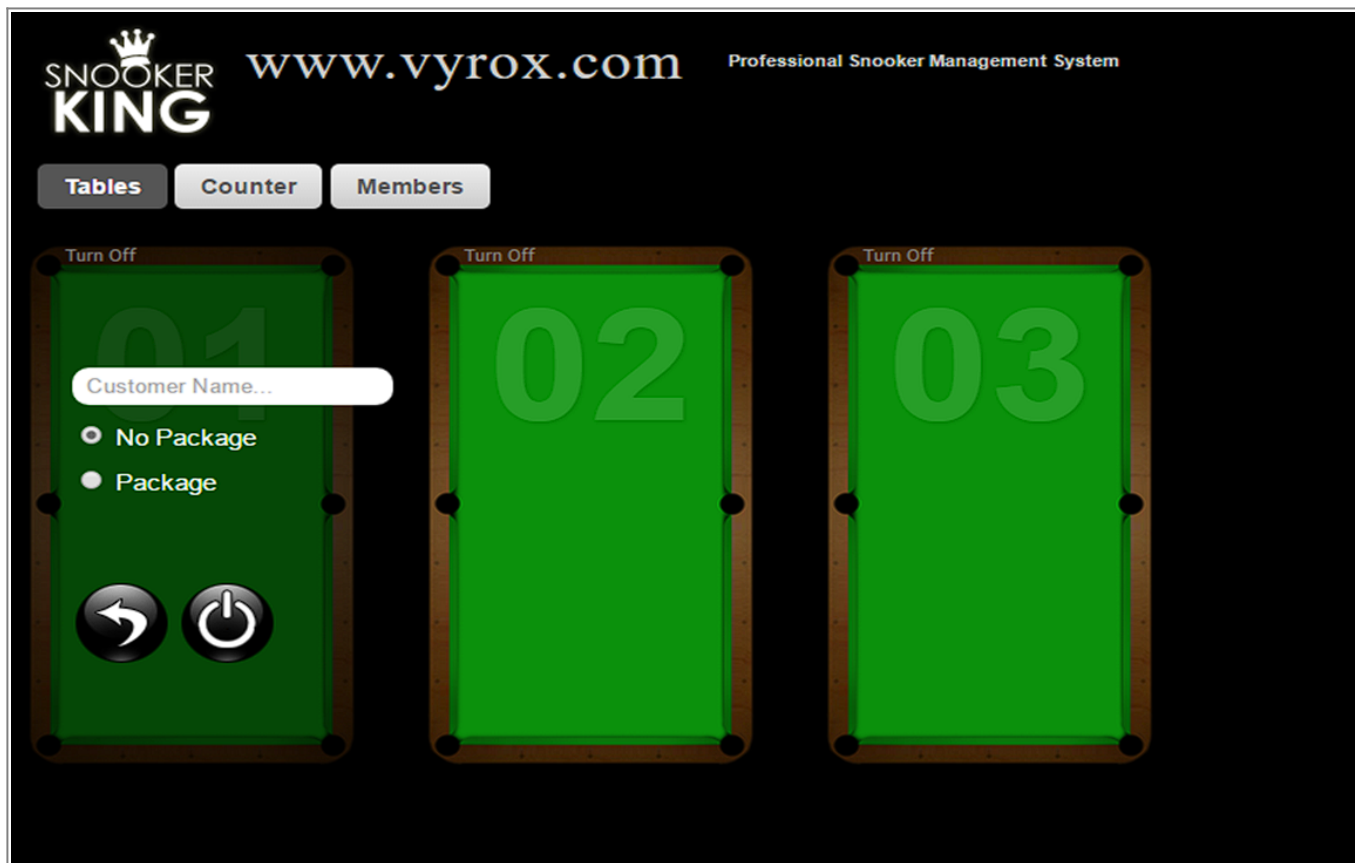 SNOOKER
KING
www.vyrox.com
Professional Snooker Management System
Tables
Counter
Members
Turn Off
Turn Off
Turn Off
01
02
03
Customer Name...
No Package
Package